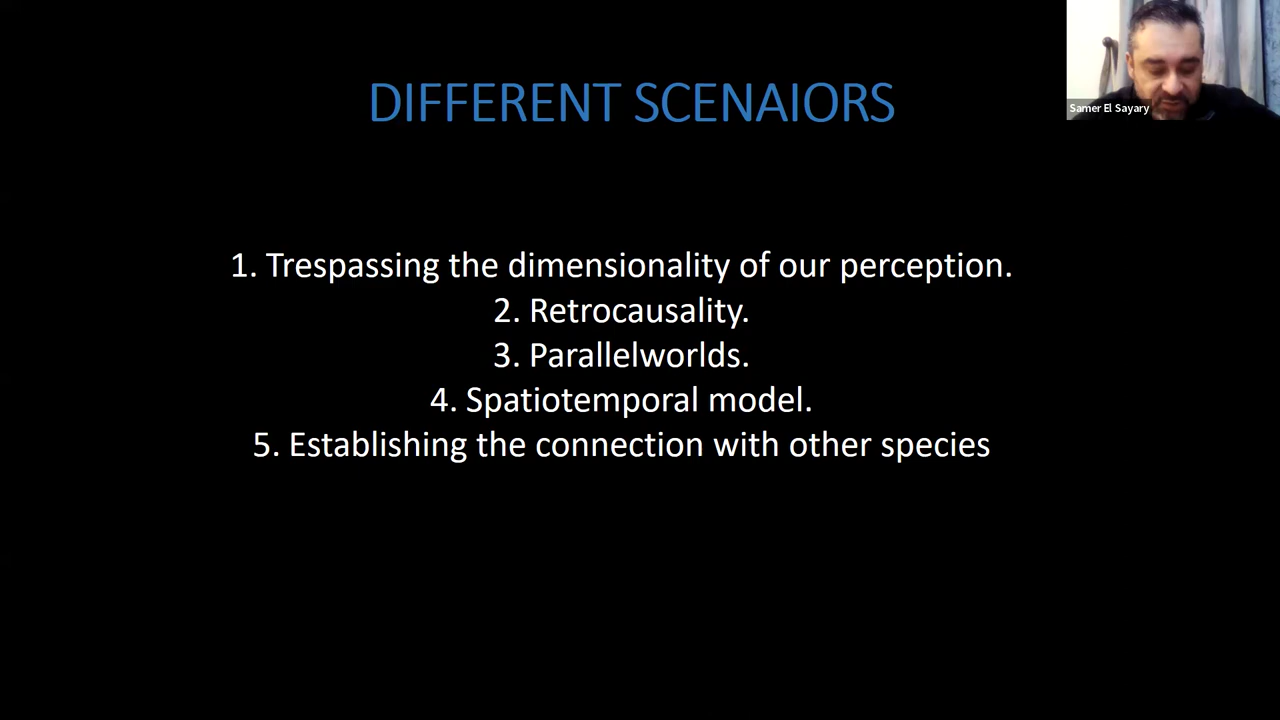 DIFFERENT SCENAIORS
Samer El Sayary
1. Trespassing the dimensionality of our perception.
2. Retrocausality.
3. Parallelworlds.
4. Spatiotemporal model.
5. Establishing the connection with other species